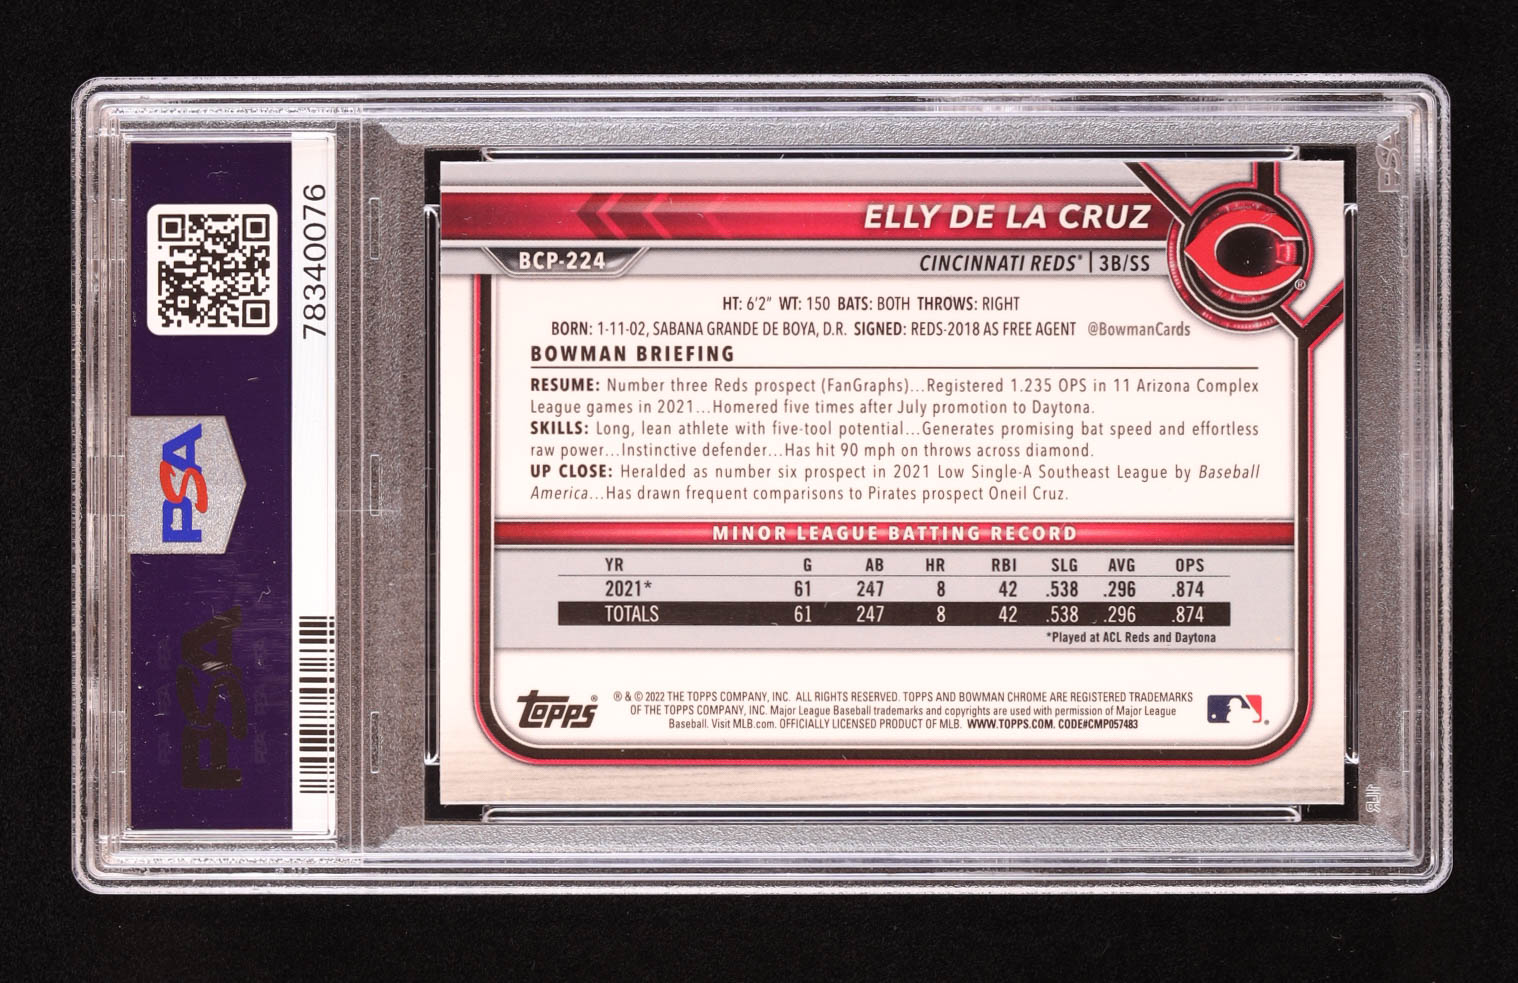 78340076
PSA
PSA
PSA
ELLY DE LA CRUZ
BCP-224
CINCINNATI REDS® | 3B/SS
C
®
HT: 6'2" WT: 150 BATS: BOTH THROWS: RIGHT
BORN: 1-11-02, SABANA GRANDE DE BOYA, D.R. SIGNED: REDS-2018 AS FREE AGENT @BowmanCards
BOWMAN BRIEFING
RESUME: Number three Reds prospect (FanGraphs)...Registered 1.235 OPS in 11 Arizona Complex
League games in 2021...Homered five times after July promotion to Daytona.
SKILLS: Long, lean athlete with five-tool potential...Generates promising bat speed and effortless
raw power...Instinctive defender...Has hit 90 mph on throws across diamond.
UP CLOSE: Heralded as number six prospect in 2021 Low Single-A Southeast League by Baseball
America...Has drawn frequent comparisons to Pirates prospect Oneil Cruz.
MINOR LEAGUE BATTING RECORD
YR G AB HR RBI SLG AVG OPS
2021* 61 247 8 42 .538 .296 .874
TOTALS 61 247 8 42 .538 .296 .874
*Played at ACL Reds and Daytona
Topps®
® & © 2022 THE TOPPS COMPANY, INC. ALL RIGHTS RESERVED. TOPPS AND BOWMAN CHROME ARE REGISTERED TRADEMARKS
OF THE TOPPS COMPANY, INC. Major League Baseball trademarks and copyrights are used with permission of Major League
Baseball. Visit MLB.com. OFFICIALLY LICENSED PRODUCT OF MLB. WWW.TOPPS.COM. CODE#CMP057483